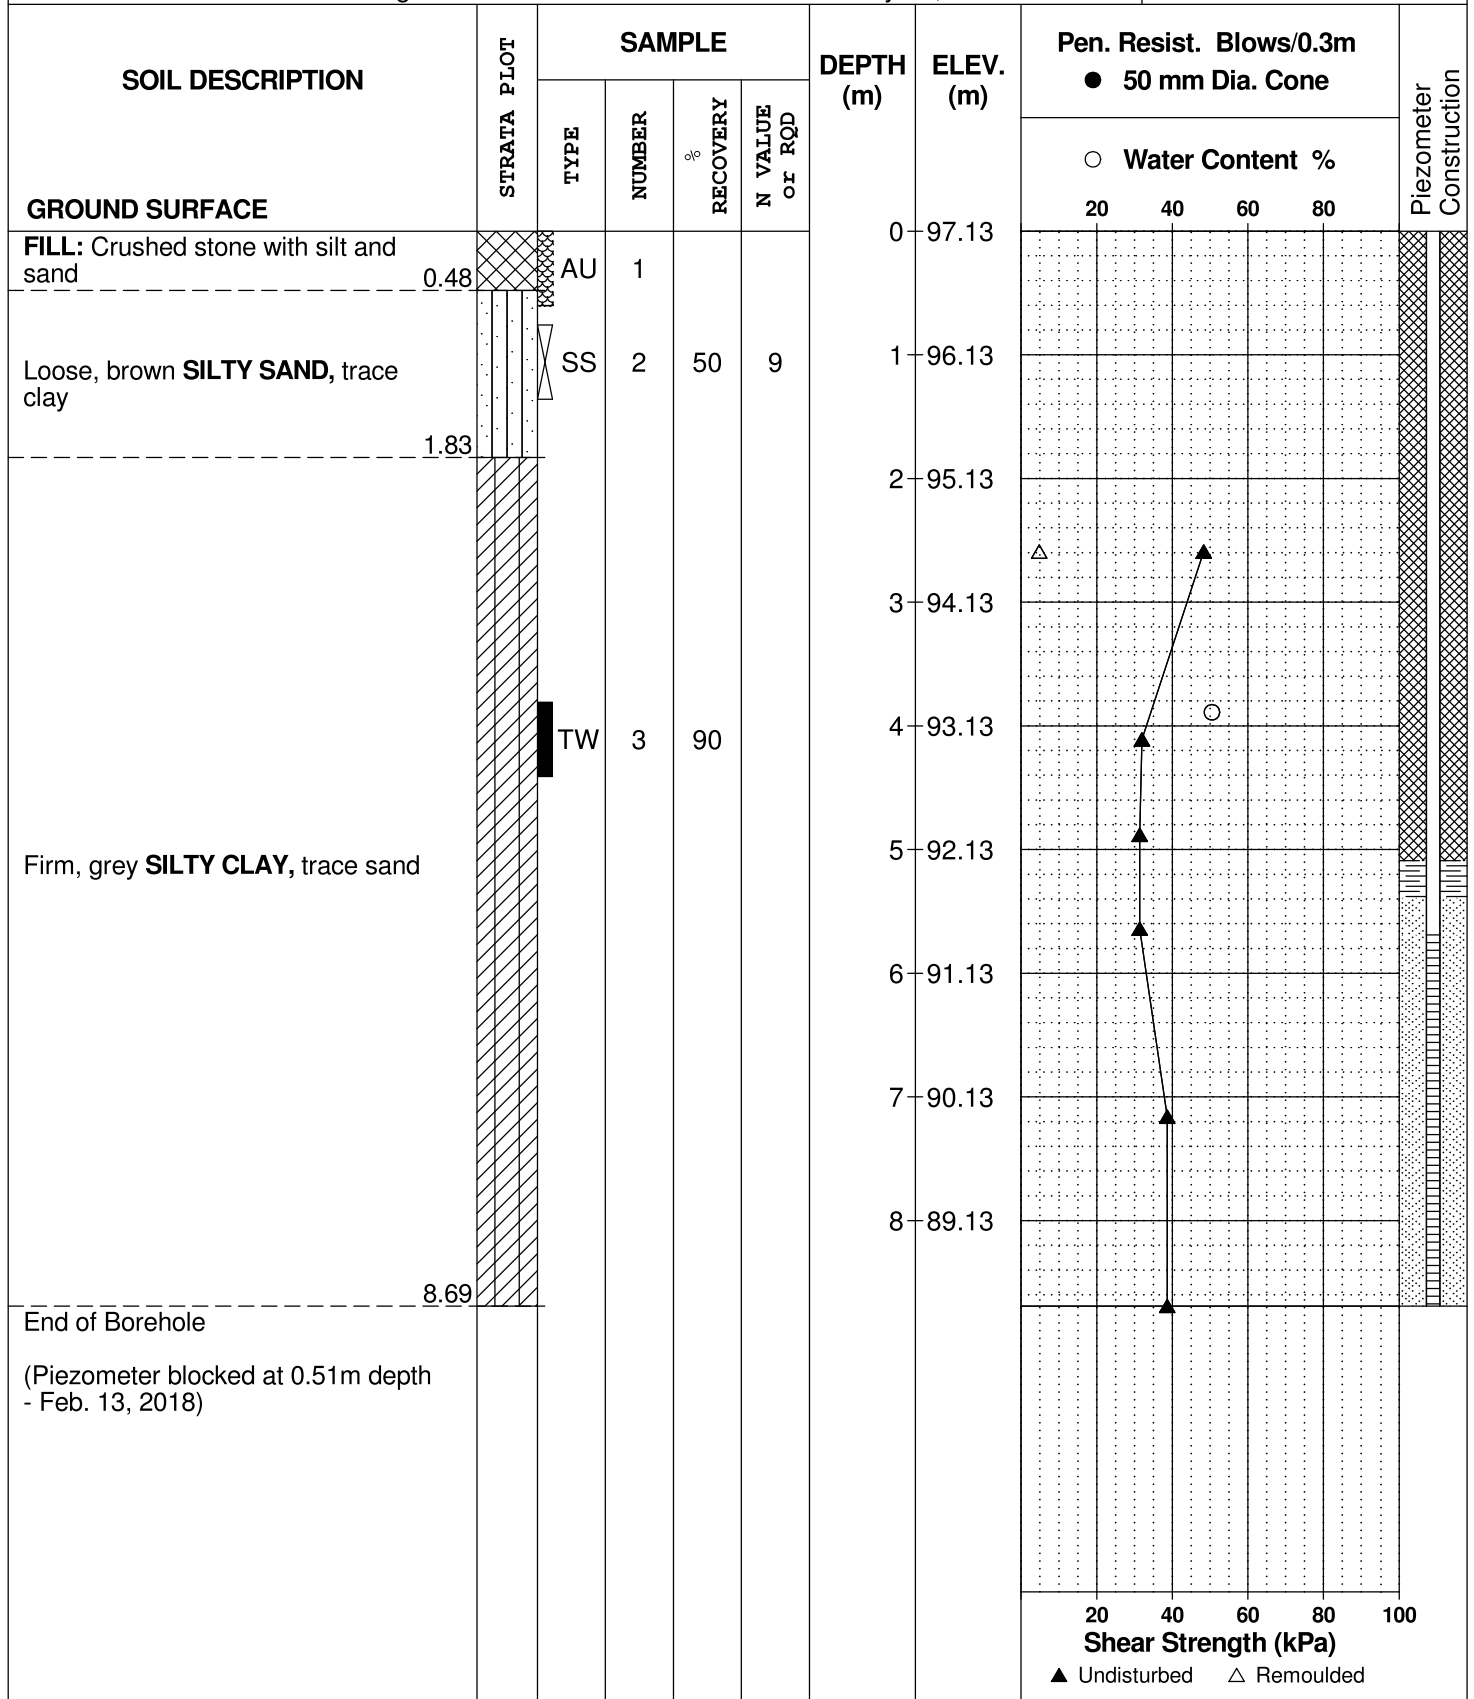 SOIL DESCRIPTION
GROUND SURFACE
STRATA PLOT
SAMPLE
TYPE
NUMBER
% RECOVERY
N VALUE or RQD
DEPTH
(m)
ELEV.
(m)
Pen. Resist. Blows/0.3m
● 50 mm Dia. Cone
○ Water Content %
20 40 60 80
Piezometer
Construction
0 97.13
FILL: Crushed stone with silt and
sand 0.48
AU 1
Loose, brown SILTY SAND, trace
clay
1.83
SS 2 50 9
1 96.13
2 95.13
3 94.13
4 93.13
TW 3 90
5 92.13
Firm, grey SILTY CLAY, trace sand
6 91.13
7 90.13
8 89.13
8.69
End of Borehole
(Piezometer blocked at 0.51m depth
- Feb. 13, 2018)
20 40 60 80 100
Shear Strength (kPa)
▲ Undisturbed △ Remoulded